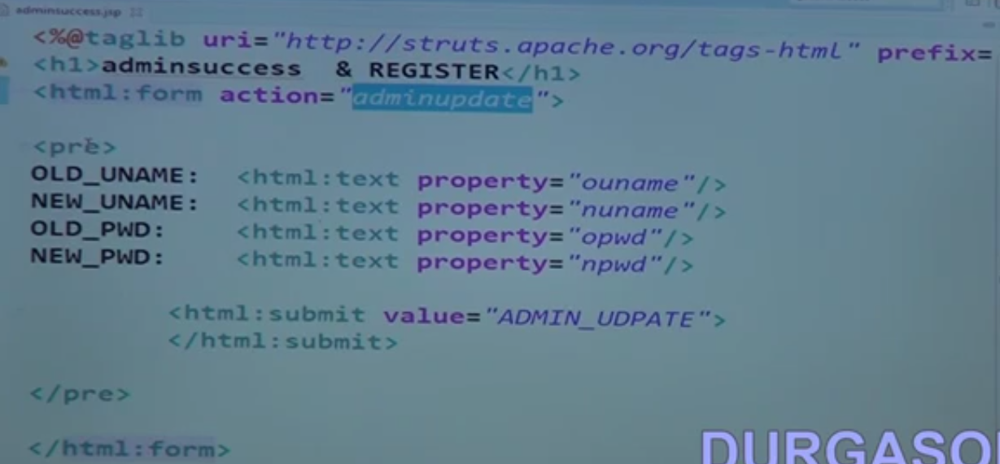 adminsuccess.jsp
<%@taglib uri="http://struts.apache.org/tags-html" prefix=
<h1>adminsuccess & REGISTER</h1>
<html:form action="adminupdate">
<pre>
OLD_UNAME: <html:text property="ouname"/>
NEW_UNAME: <html:text property="nuname"/>
OLD_PWD: <html:text property="opwd"/>
NEW_PWD: <html:text property="npwd"/>
<html:submit value="ADMIN_UDPATE">
</html:submit>
</pre>
</html:form>
DURGASO